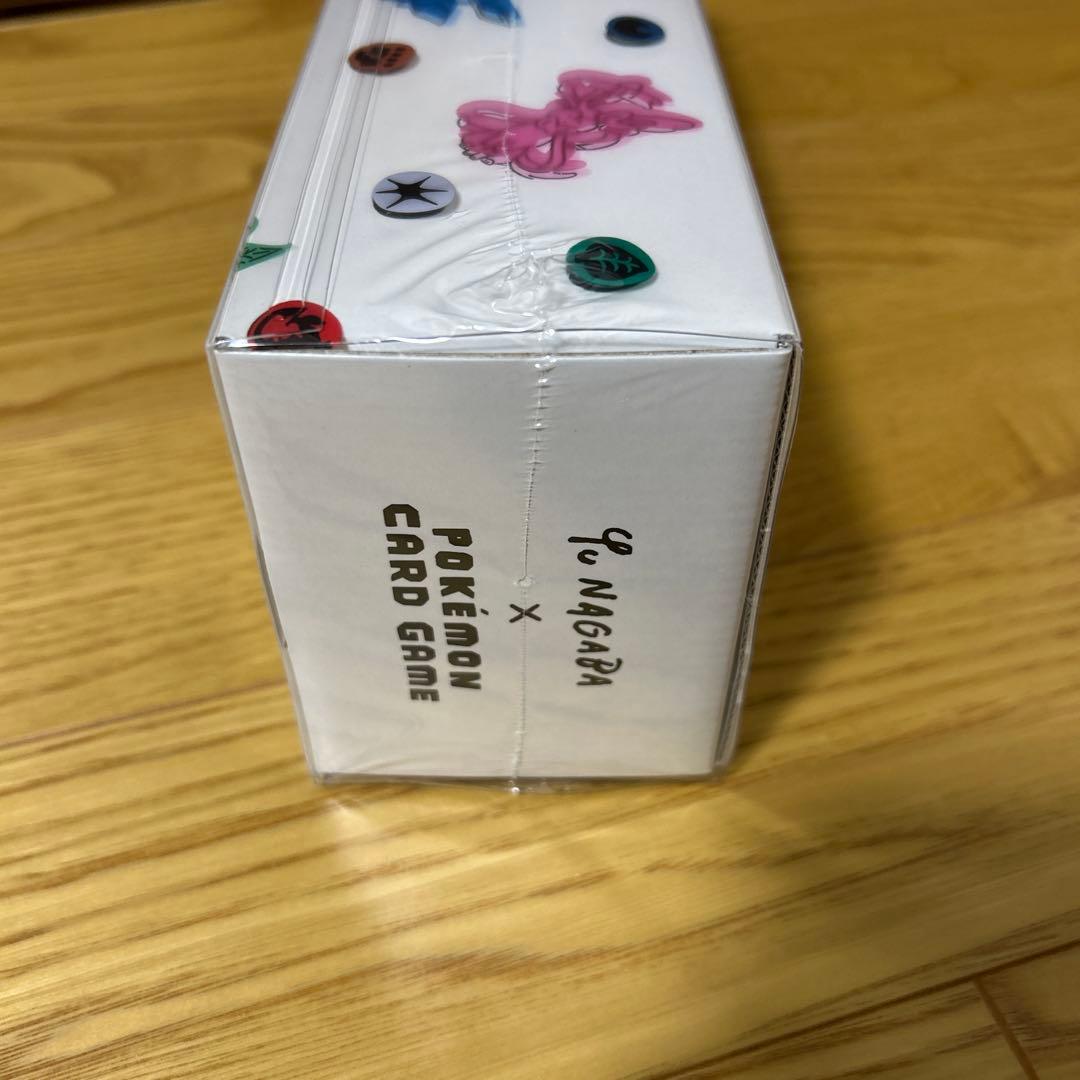 Yu NAGABA
×
POKÉMON
CARD GAME